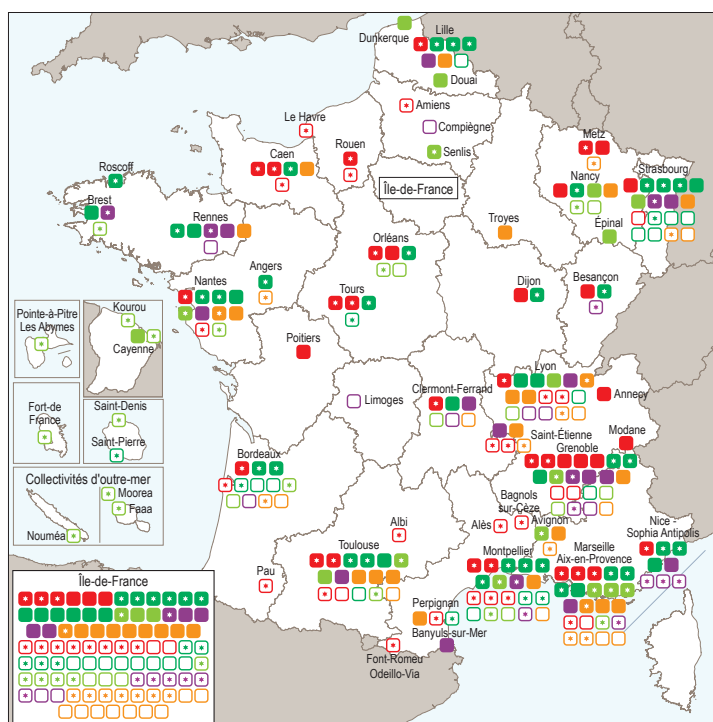 Dunkerque
Lille
Douai
Le Havre
Amiens
Compiègne
Senlis
Rouen
Caen
Metz
Nancy
Strasbourg
Île-de-France
Roscoff
Brest
Rennes
Troyes
Épinal
Orléans
Angers
Nantes
Tours
Dijon
Besançon
Pointe-à-Pitre
Les Abymes
Kourou
Cayenne
Poitiers
Lyon
Annecy
Limoges
Clermont-Ferrand
Fort-de
France
Saint-Denis
Saint-Pierre
Modane
Saint-Étienne
Grenoble
Bordeaux
Collectivités d'outre-mer
Moorea
Faaa
Nouméa
Bagnols
sur-Cèze
Albi
Alès
Avignon
Nice -
Sophia Antipolis
Toulouse
Montpellier
Marseille
Aix-en-Provence
Pau
Île-de-France
Perpignan
Banyuls-sur-Mer
Font-Romeu
Odeillo-Via